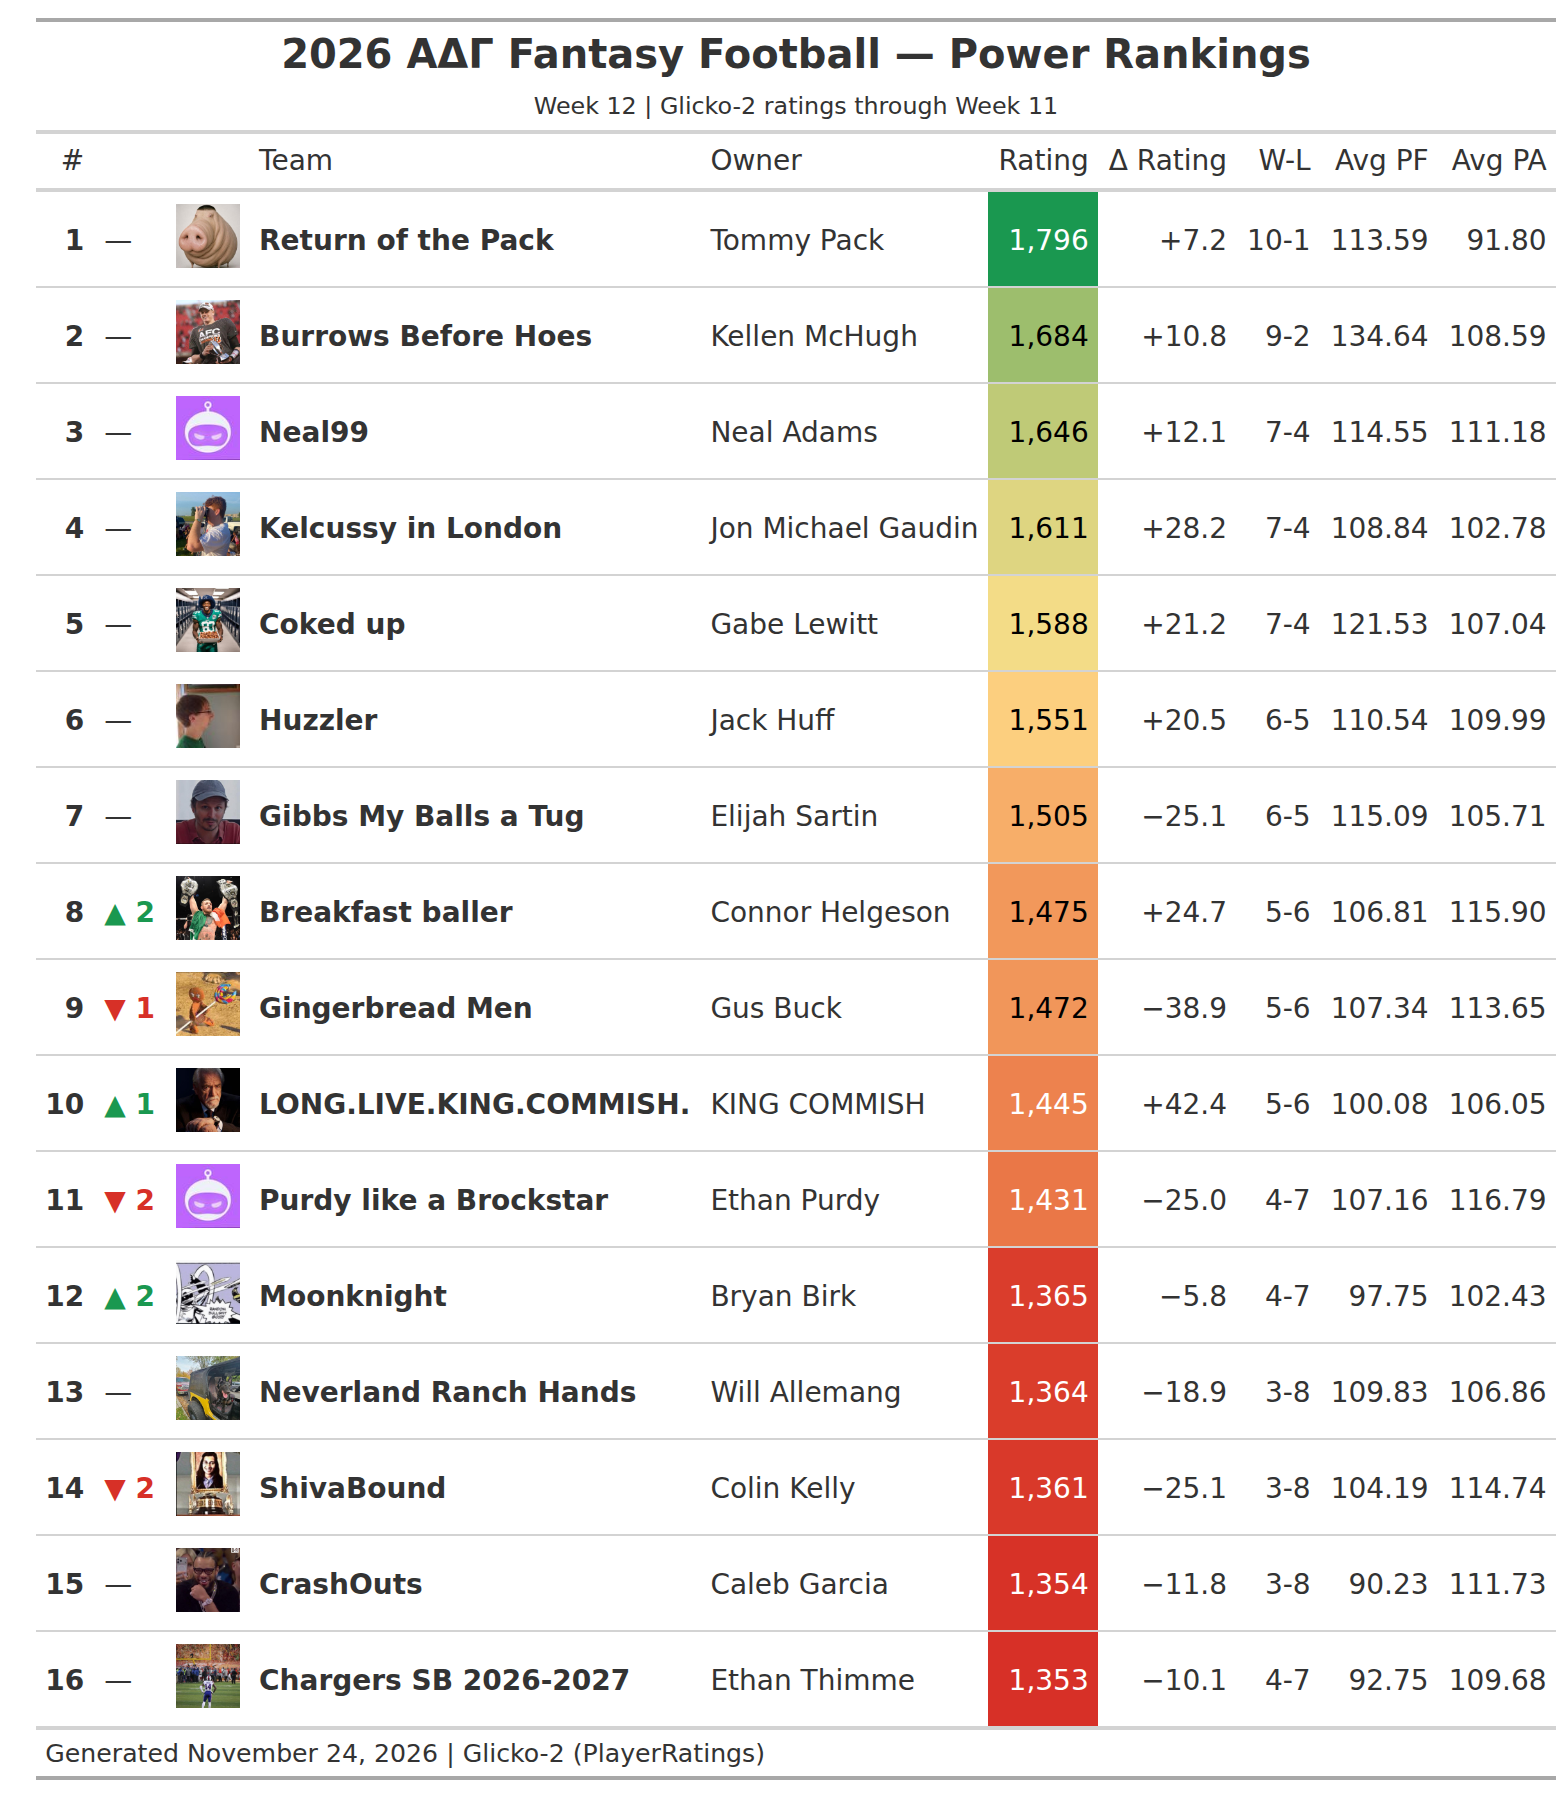 2026 ΑΔΓ Fantasy Football — Power Rankings
Week 12 | Glicko-2 ratings through Week 11
# Team Owner Rating Δ Rating W-L Avg PF Avg PA
1 — Return of the Pack Tommy Pack 1,796 +7.2 10-1 113.59 91.80
2 — Burrows Before Hoes Kellen McHugh 1,684 +10.8 9-2 134.64 108.59
3 — Neal99 Neal Adams 1,646 +12.1 7-4 114.55 111.18
4 — Kelcussy in London Jon Michael Gaudin 1,611 +28.2 7-4 108.84 102.78
5 — Coked up Gabe Lewitt 1,588 +21.2 7-4 121.53 107.04
6 — Huzzler Jack Huff 1,551 +20.5 6-5 110.54 109.99
7 — Gibbs My Balls a Tug Elijah Sartin 1,505 −25.1 6-5 115.09 105.71
8 ▲ 2 Breakfast baller Connor Helgeson 1,475 +24.7 5-6 106.81 115.90
9 ▼ 1 Gingerbread Men Gus Buck 1,472 −38.9 5-6 107.34 113.65
10 ▲ 1 LONG.LIVE.KING.COMMISH. KING COMMISH 1,445 +42.4 5-6 100.08 106.05
11 ▼ 2 Purdy like a Brockstar Ethan Purdy 1,431 −25.0 4-7 107.16 116.79
12 ▲ 2 Moonknight Bryan Birk 1,365 −5.8 4-7 97.75 102.43
13 — Neverland Ranch Hands Will Allemang 1,364 −18.9 3-8 109.83 106.86
14 ▼ 2 ShivaBound Colin Kelly 1,361 −25.1 3-8 104.19 114.74
15 — CrashOuts Caleb Garcia 1,354 −11.8 3-8 90.23 111.73
16 — Chargers SB 2026-2027 Ethan Thimme 1,353 −10.1 4-7 92.75 109.68
Generated November 24, 2026 | Glicko-2 (PlayerRatings)